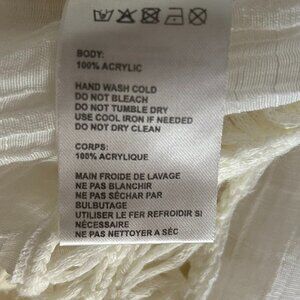 BODY:
100% ACRYLIC
HAND WASH COLD
DO NOT BLEACH
DO NOT TUMBLE DRY
USE COOL IRON IF NEEDED
DO NOT DRY CLEAN
CORPS:
100% ACRYLIQUE
MAIN FROIDE DE LAVAGE
NE PAS BLANCHIR
NE PAS SÉCHAR PAR
SULBUTAGE
UTILISER LE FER REFROIDIR SI
NÉCESSAIRE
NE PAS NETTOYER A SÉC